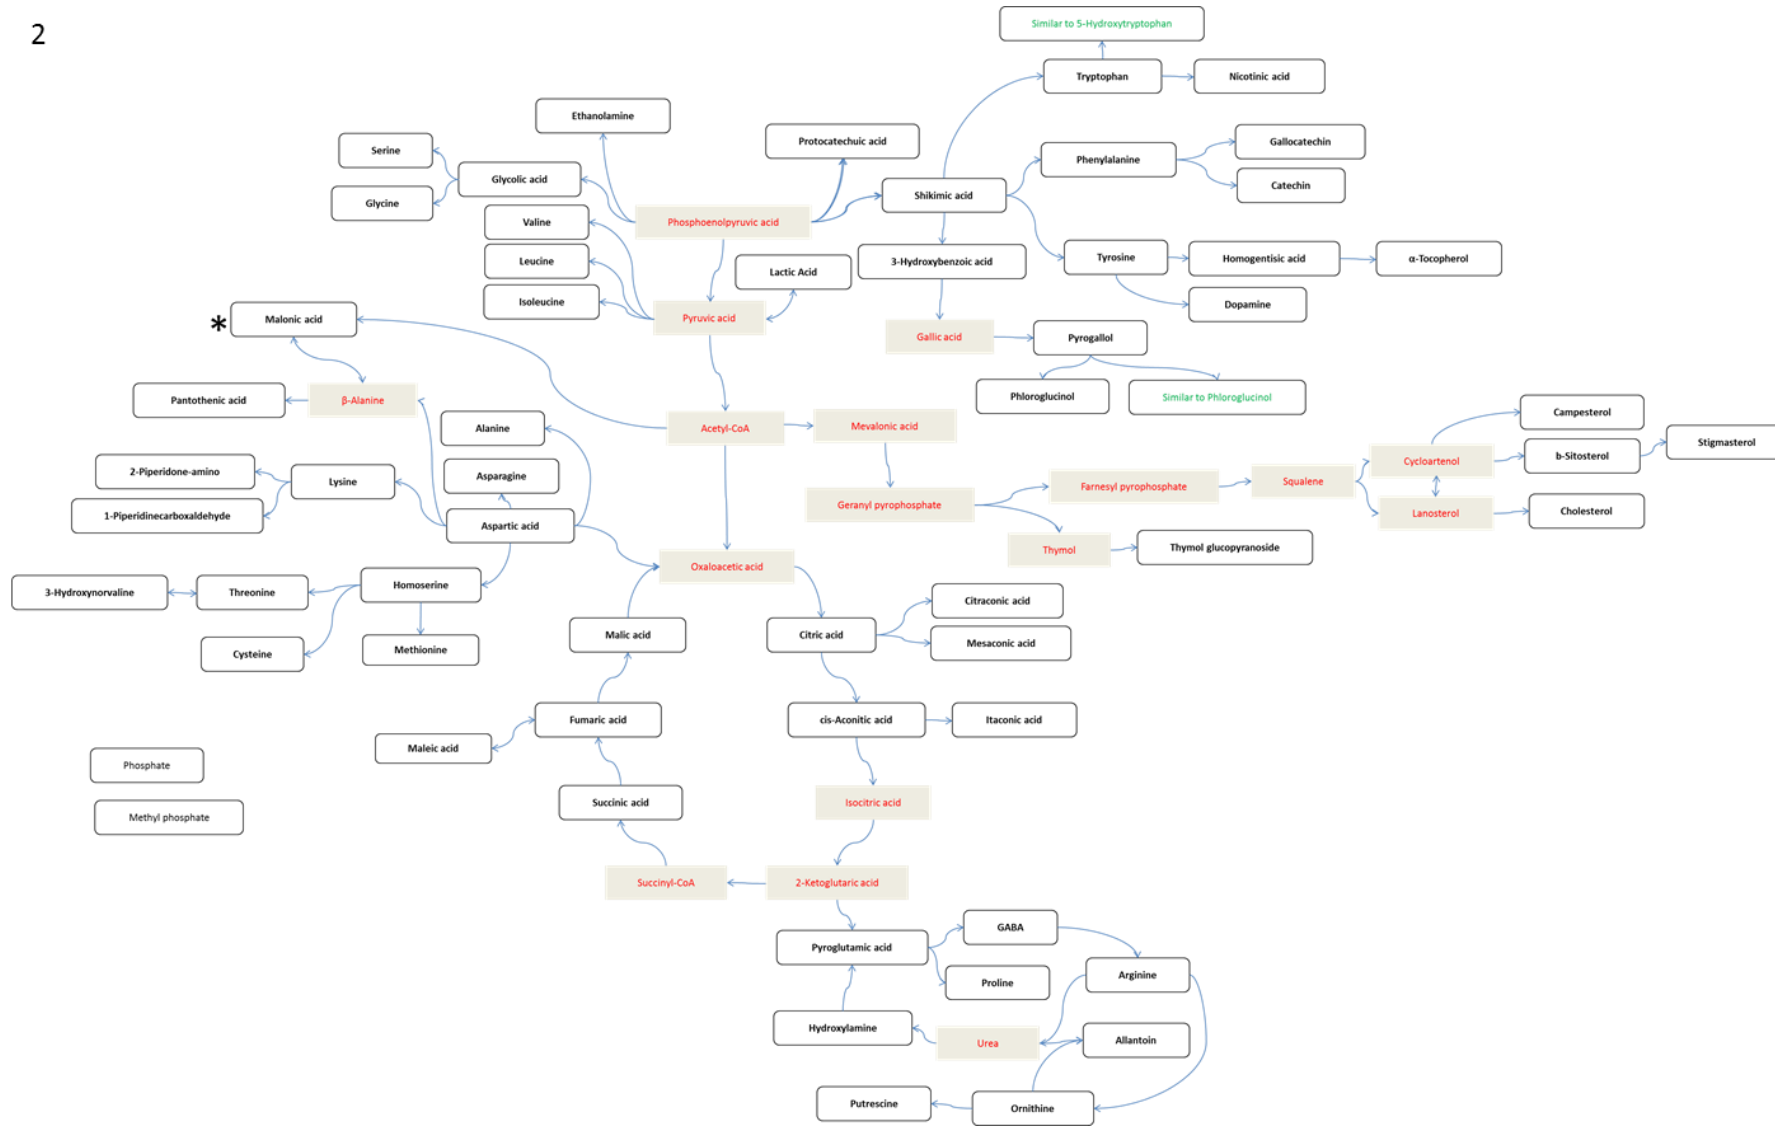 2
Similar to 5-Hydroxytryptophan
Tryptophan
Nicotinic acid
Ethanolamine
Protocatechuic acid
Serine
Glycolic acid
Glycine
Phenylalanine
Gallocatechin
Catechin
Shikimic acid
Phosphoenolpyruvic acid
Valine
Leucine
Isoleucine
Lactic Acid
3-Hydroxybenzoic acid
Tyrosine
Homogentisic acid
α-Tocopherol
Dopamine
* Malonic acid
Pyruvic acid
Gallic acid
Pyrogallol
Phloroglucinol
Similar to Phloroglucinol
Pantothenic acid
β-Alanine
Alanine
Acetyl-CoA
Mevalonic acid
Campesterol
b-Sitosterol
Stigmasterol
Cycloartenol
2-Piperidone-amino
Lysine
Asparagine
1-Piperidinecarboxaldehyde
Aspartic acid
Geranyl pyrophosphate
Farnesyl pyrophosphate
Squalene
Lanosterol
Cholesterol
Thymol
Thymol glucopyranoside
Oxaloacetic acid
3-Hydroxynorvaline
Threonine
Homoserine
Cysteine
Methionine
Malic acid
Citric acid
Citraconic acid
Mesaconic acid
Fumaric acid
Maleic acid
cis-Aconitic acid
Itaconic acid
Phosphate
Methyl phosphate
Succinic acid
Isocitric acid
Succinyl-CoA
2-Ketoglutaric acid
Pyroglutamic acid
GABA
Proline
Arginine
Hydroxylamine
Urea
Allantoin
Putrescine
Ornithine